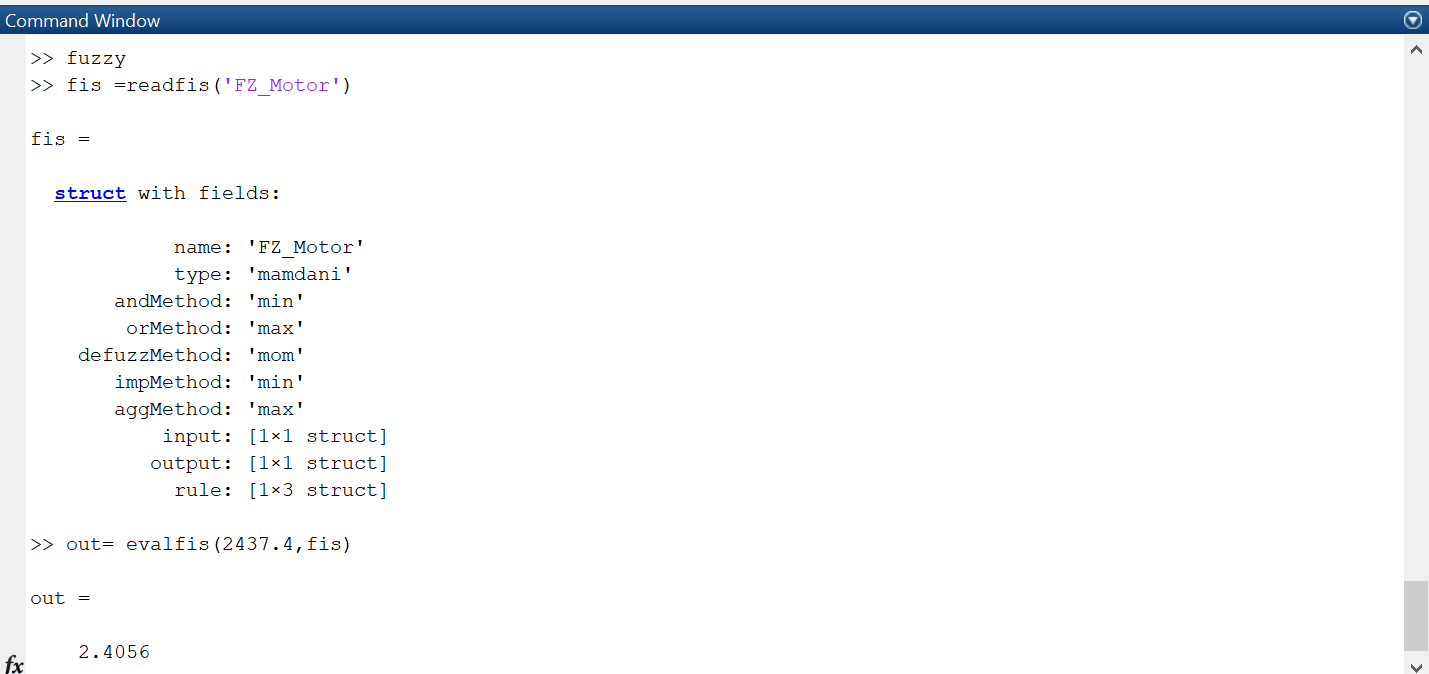 Command Window
>> fuzzy
>> fis =readfis('FZ_Motor')
fis =
struct with fields:
name: 'FZ_Motor'
type: 'mamdani'
andMethod: 'min'
orMethod: 'max'
defuzzMethod: 'mom'
impMethod: 'min'
aggMethod: 'max'
input: [1×1 struct]
output: [1×1 struct]
rule: [1×3 struct]
>> out= evalfis(2437.4,fis)
out =
2.4056
fx